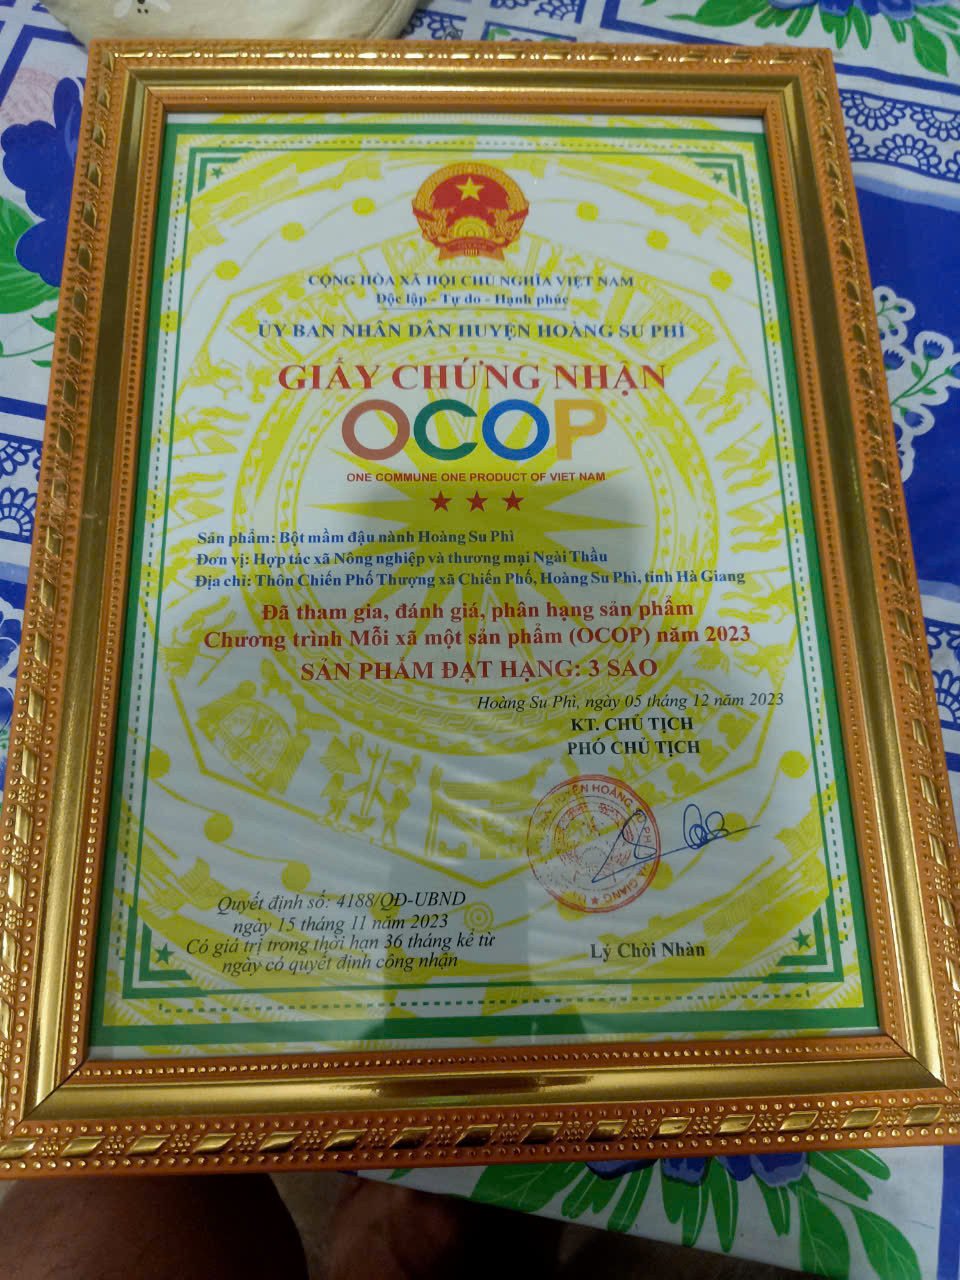 CỘNG HÒA XÃ HỘI CHỦ NGHĨA VIỆT NAM
Độc lập - Tự do - Hạnh phúc
ỦY BAN NHÂN DÂN HUYỆN HOÀNG SU PHÌ
GIẤY CHỨNG NHẬN
OCOP
ONE COMMUNE ONE PRODUCT OF VIET NAM
Sản phẩm: Bột mầm đậu nành Hoàng Su Phì
Đơn vị: Hợp tác xã Nông nghiệp và thương mại Ngài Thầu
Địa chỉ: Thôn Chiến Phố Thượng xã Chiến Phố, Hoàng Su Phì, tỉnh Hà Giang
Đã tham gia, đánh giá, phân hạng sản phẩm
Chương trình Mỗi xã một sản phẩm (OCOP) năm 2023
SẢN PHẨM ĐẠT HẠNG: 3 SAO
Hoàng Su Phì, ngày 05 tháng 12 năm 2023
KT. CHỦ TỊCH
PHÓ CHỦ TỊCH
HUYỆN HOÀNG SU PHÌ
HÀ GIANG
Quyết định số: 4188/QĐ-UBND
ngày 15 tháng 11 năm 2023
Có giá trị trong thời hạn 36 tháng kể từ
ngày có quyết định công nhận
Lý Chòi Nhàn